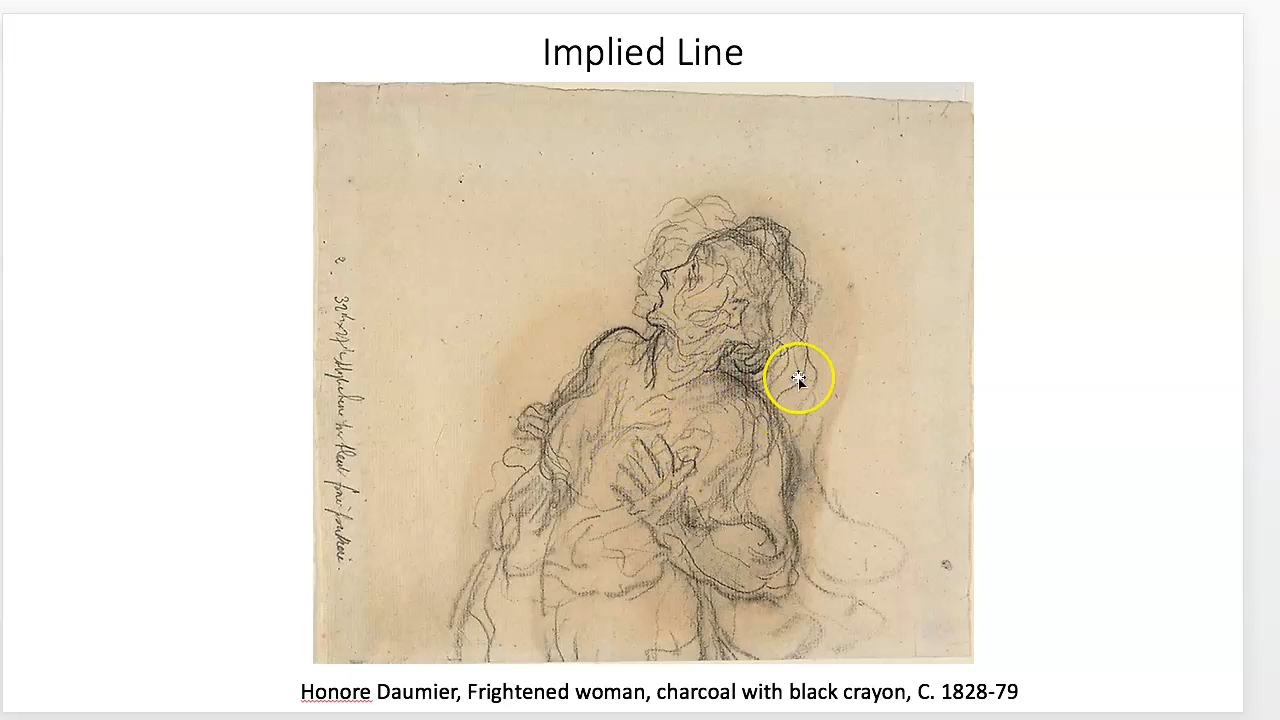 Implied Line
Honore Daumier, Frightened woman, charcoal with black crayon, C. 1828-79